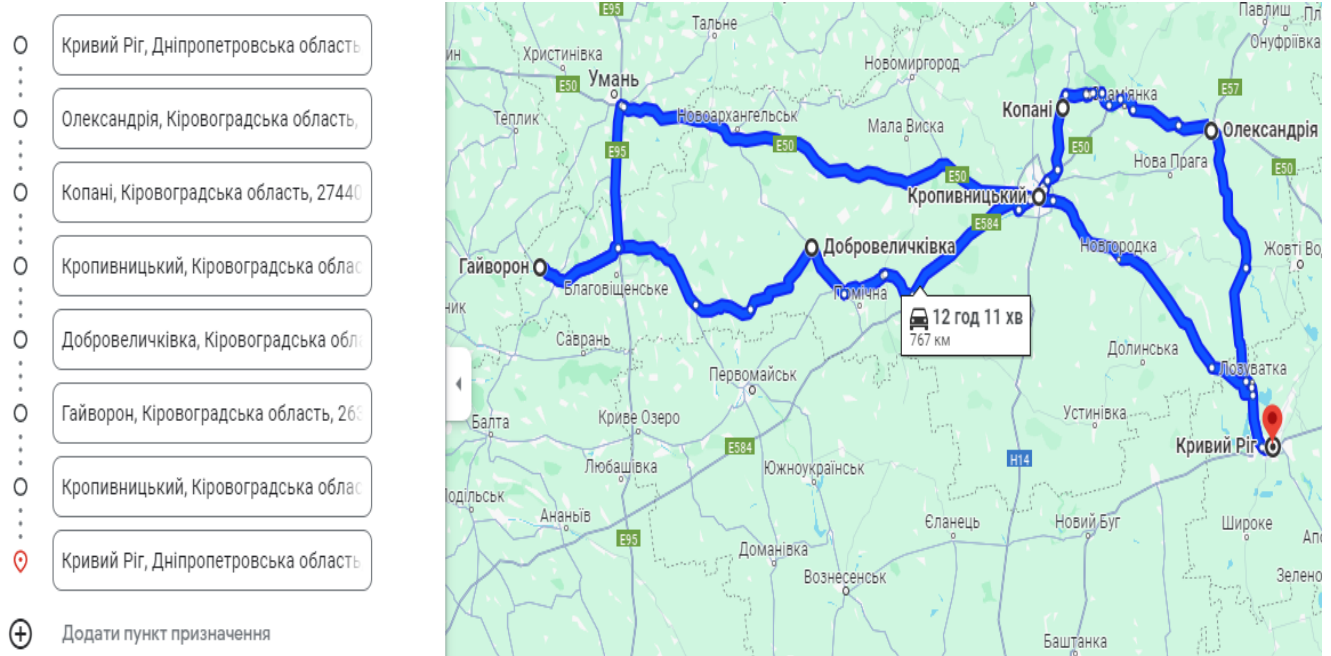 Кривий Ріг, Дніпропетровська область
Олександрія, Кіровоградська область,
Копані, Кіровоградська область, 27440
Кропивницький, Кіровоградська облас
Добровеличківка, Кіровоградська обл
Гайворон, Кіровоградська область, 263
Кропивницький, Кіровоградська облас
Кривий Ріг, Дніпропетровська область
Додати пункт призначення
E95
Тальне
Павлиш
Онуфріївка
Христинівка
Новомиргород
E50
Умань
E57
Теплик
Новоархангельськ
Мала Виска
Копані
Олександрія
E95
E50
E50
Нова Прага
E50
E50
Кропивницький
E584
Добровеличківка
Новгородка
Жовті Во
Гайворон
Благовіщенське
Помічна
12 год 11 хв
767 км
Саврань
Долинська
Лозуватка
Первомайськ
Балта
Криве Озеро
Устинівка
Кривий Ріг
E584
H14
Любашівка
Южноукраїнськ
Ананьїв
Єланець
Новий Буг
Широке
E95
Доманівка
Вознесенськ
Зелено
Баштанка